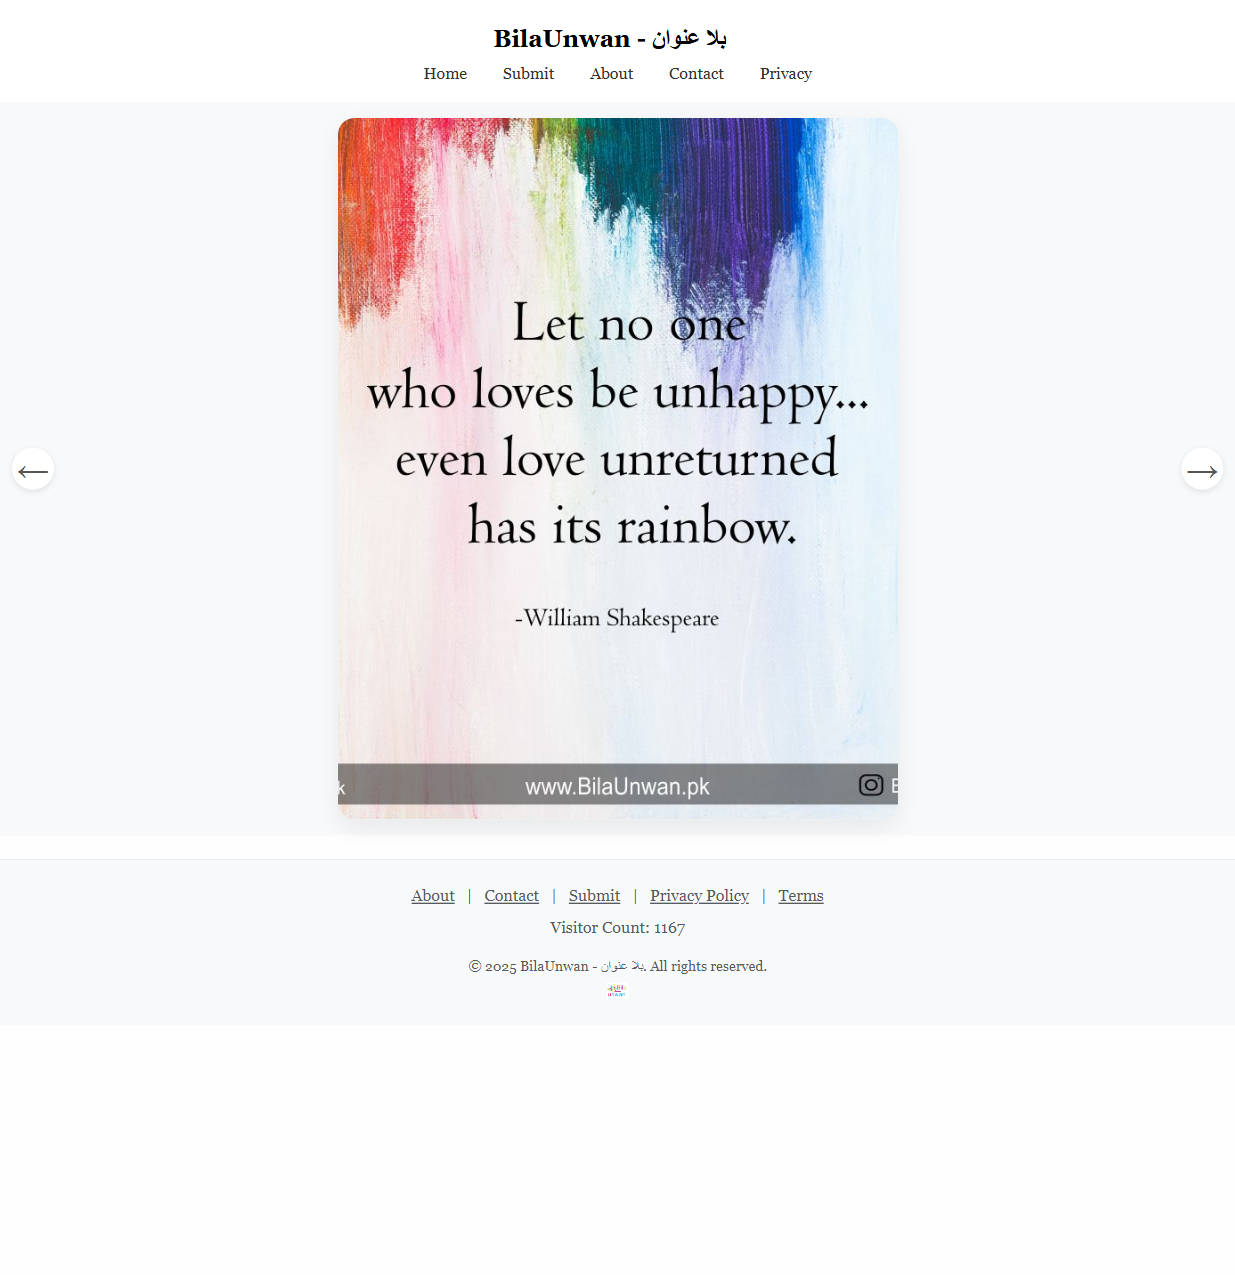 BilaUnwan - بلا عنوان
Home Submit About Contact Privacy
Let no one
who loves be unhappy...
even love unreturned
has its rainbow.
-William Shakespeare
k www.BilaUnwan.pk
About | Contact | Submit | Privacy Policy | Terms
Visitor Count: 1167
© 2025 BilaUnwan - بلا عنوان. All rights reserved.